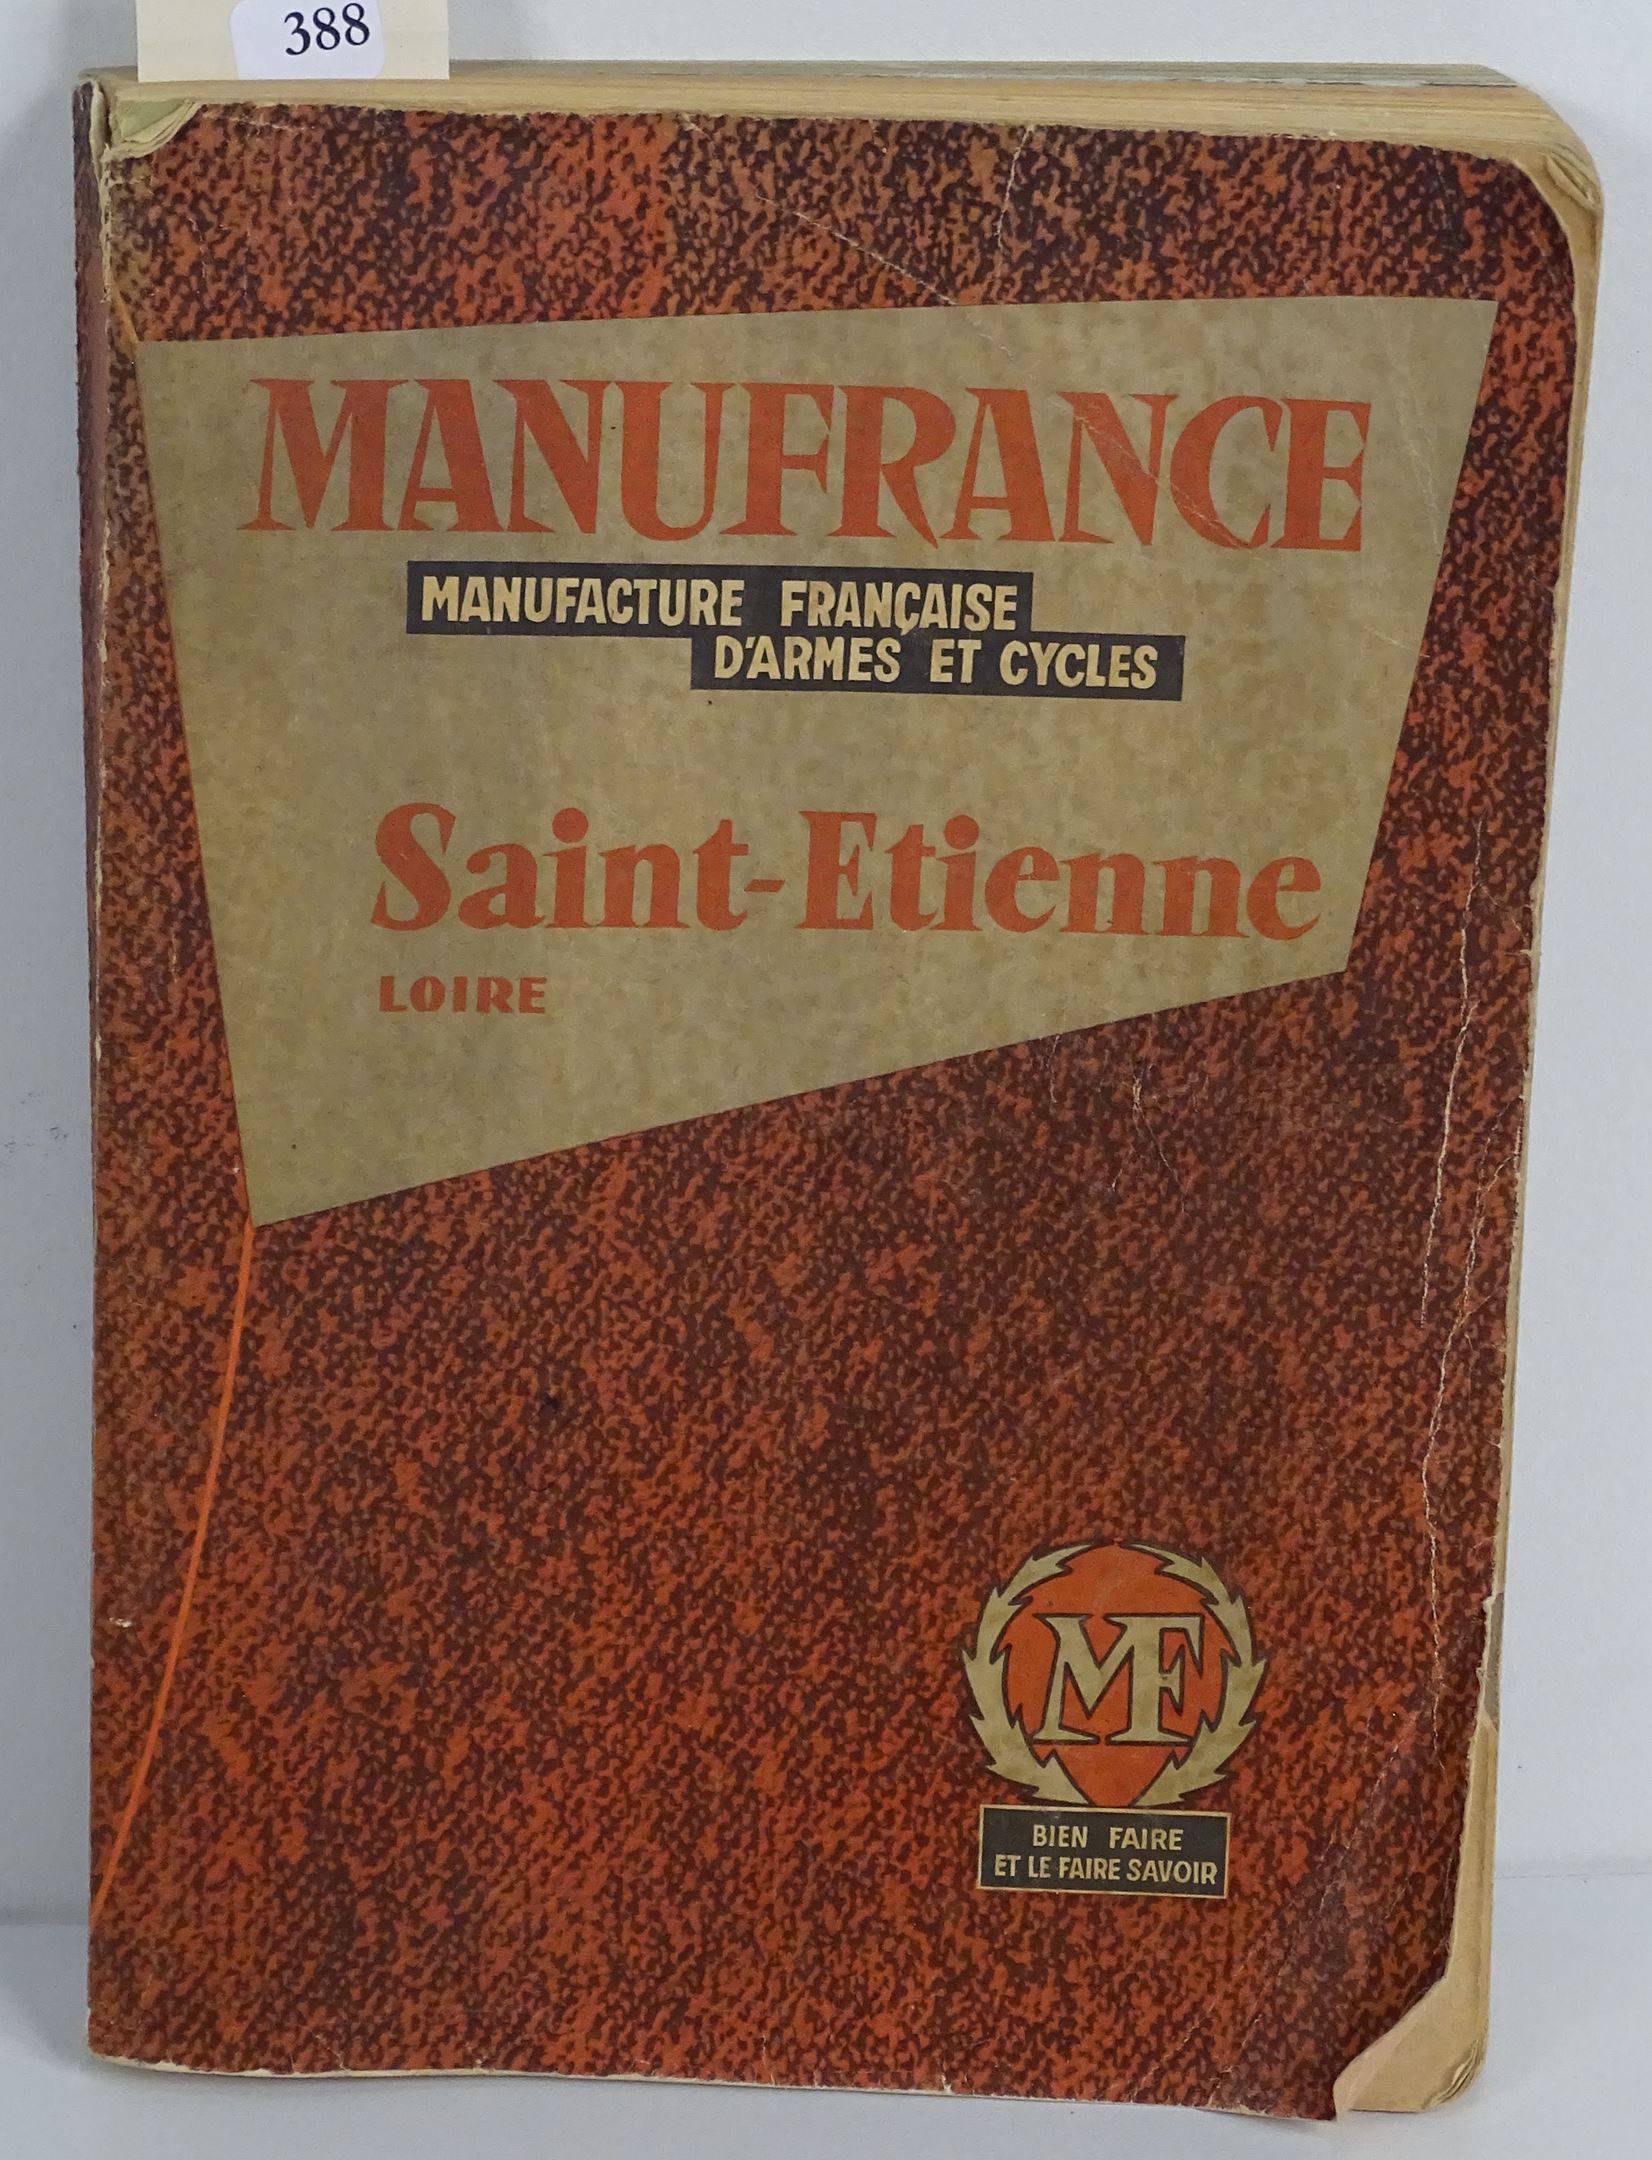 388
MANUFRANCE
MANUFACTURE FRANÇAISE
D'ARMES ET CYCLES
Saint-Etienne
LOIRE
MF
BIEN FAIRE
ET LE FAIRE SAVOIR